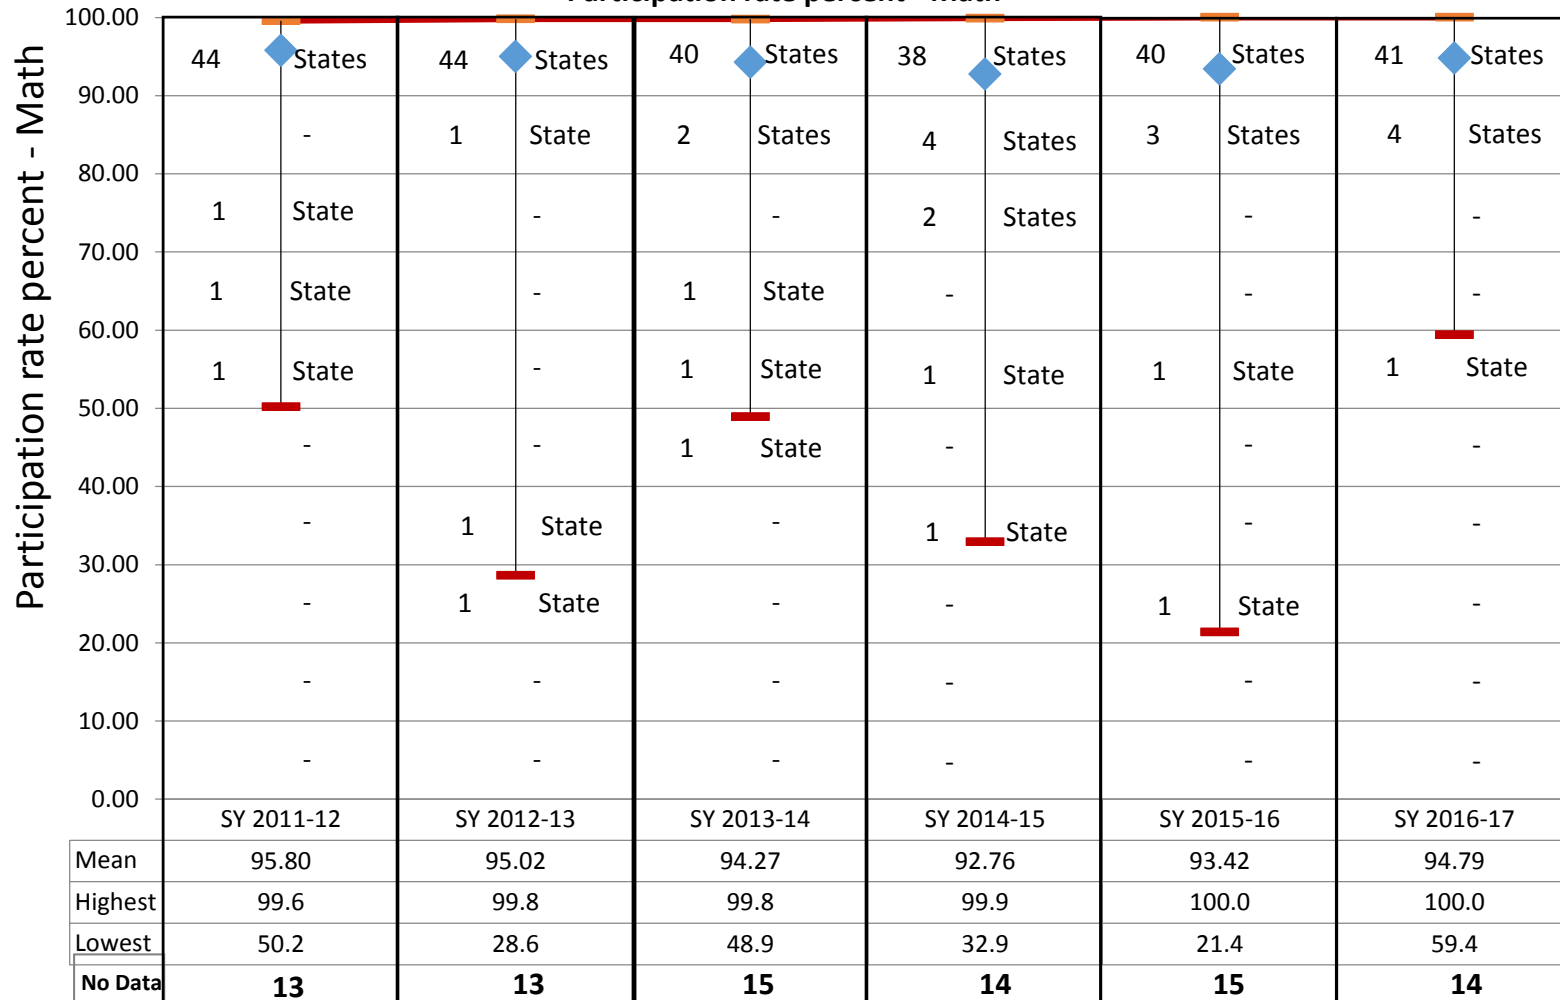 Participation rate percent - Math
Participation rate percent - Math
100.00
44 States 44 States 40 States 38 States 40 States 41 States
90.00
- 1 State 2 States 4 States 3 States 4 States
80.00
1 State - - 2 States - -
70.00
1 State - 1 State - - -
60.00
1 State - 1 State 1 State 1 State 1 State
50.00
- - 1 State - - -
40.00
- 1 State - 1 State - -
30.00
- 1 State - - 1 State -
20.00
- - - - - -
10.00
- - - - - -
0.00
SY 2011-12 SY 2012-13 SY 2013-14 SY 2014-15 SY 2015-16 SY 2016-17
Mean 95.80 95.02 94.27 92.76 93.42 94.79
Highest 99.6 99.8 99.8 99.9 100.0 100.0
Lowest 50.2 28.6 48.9 32.9 21.4 59.4
No Data 13 13 15 14 15 14